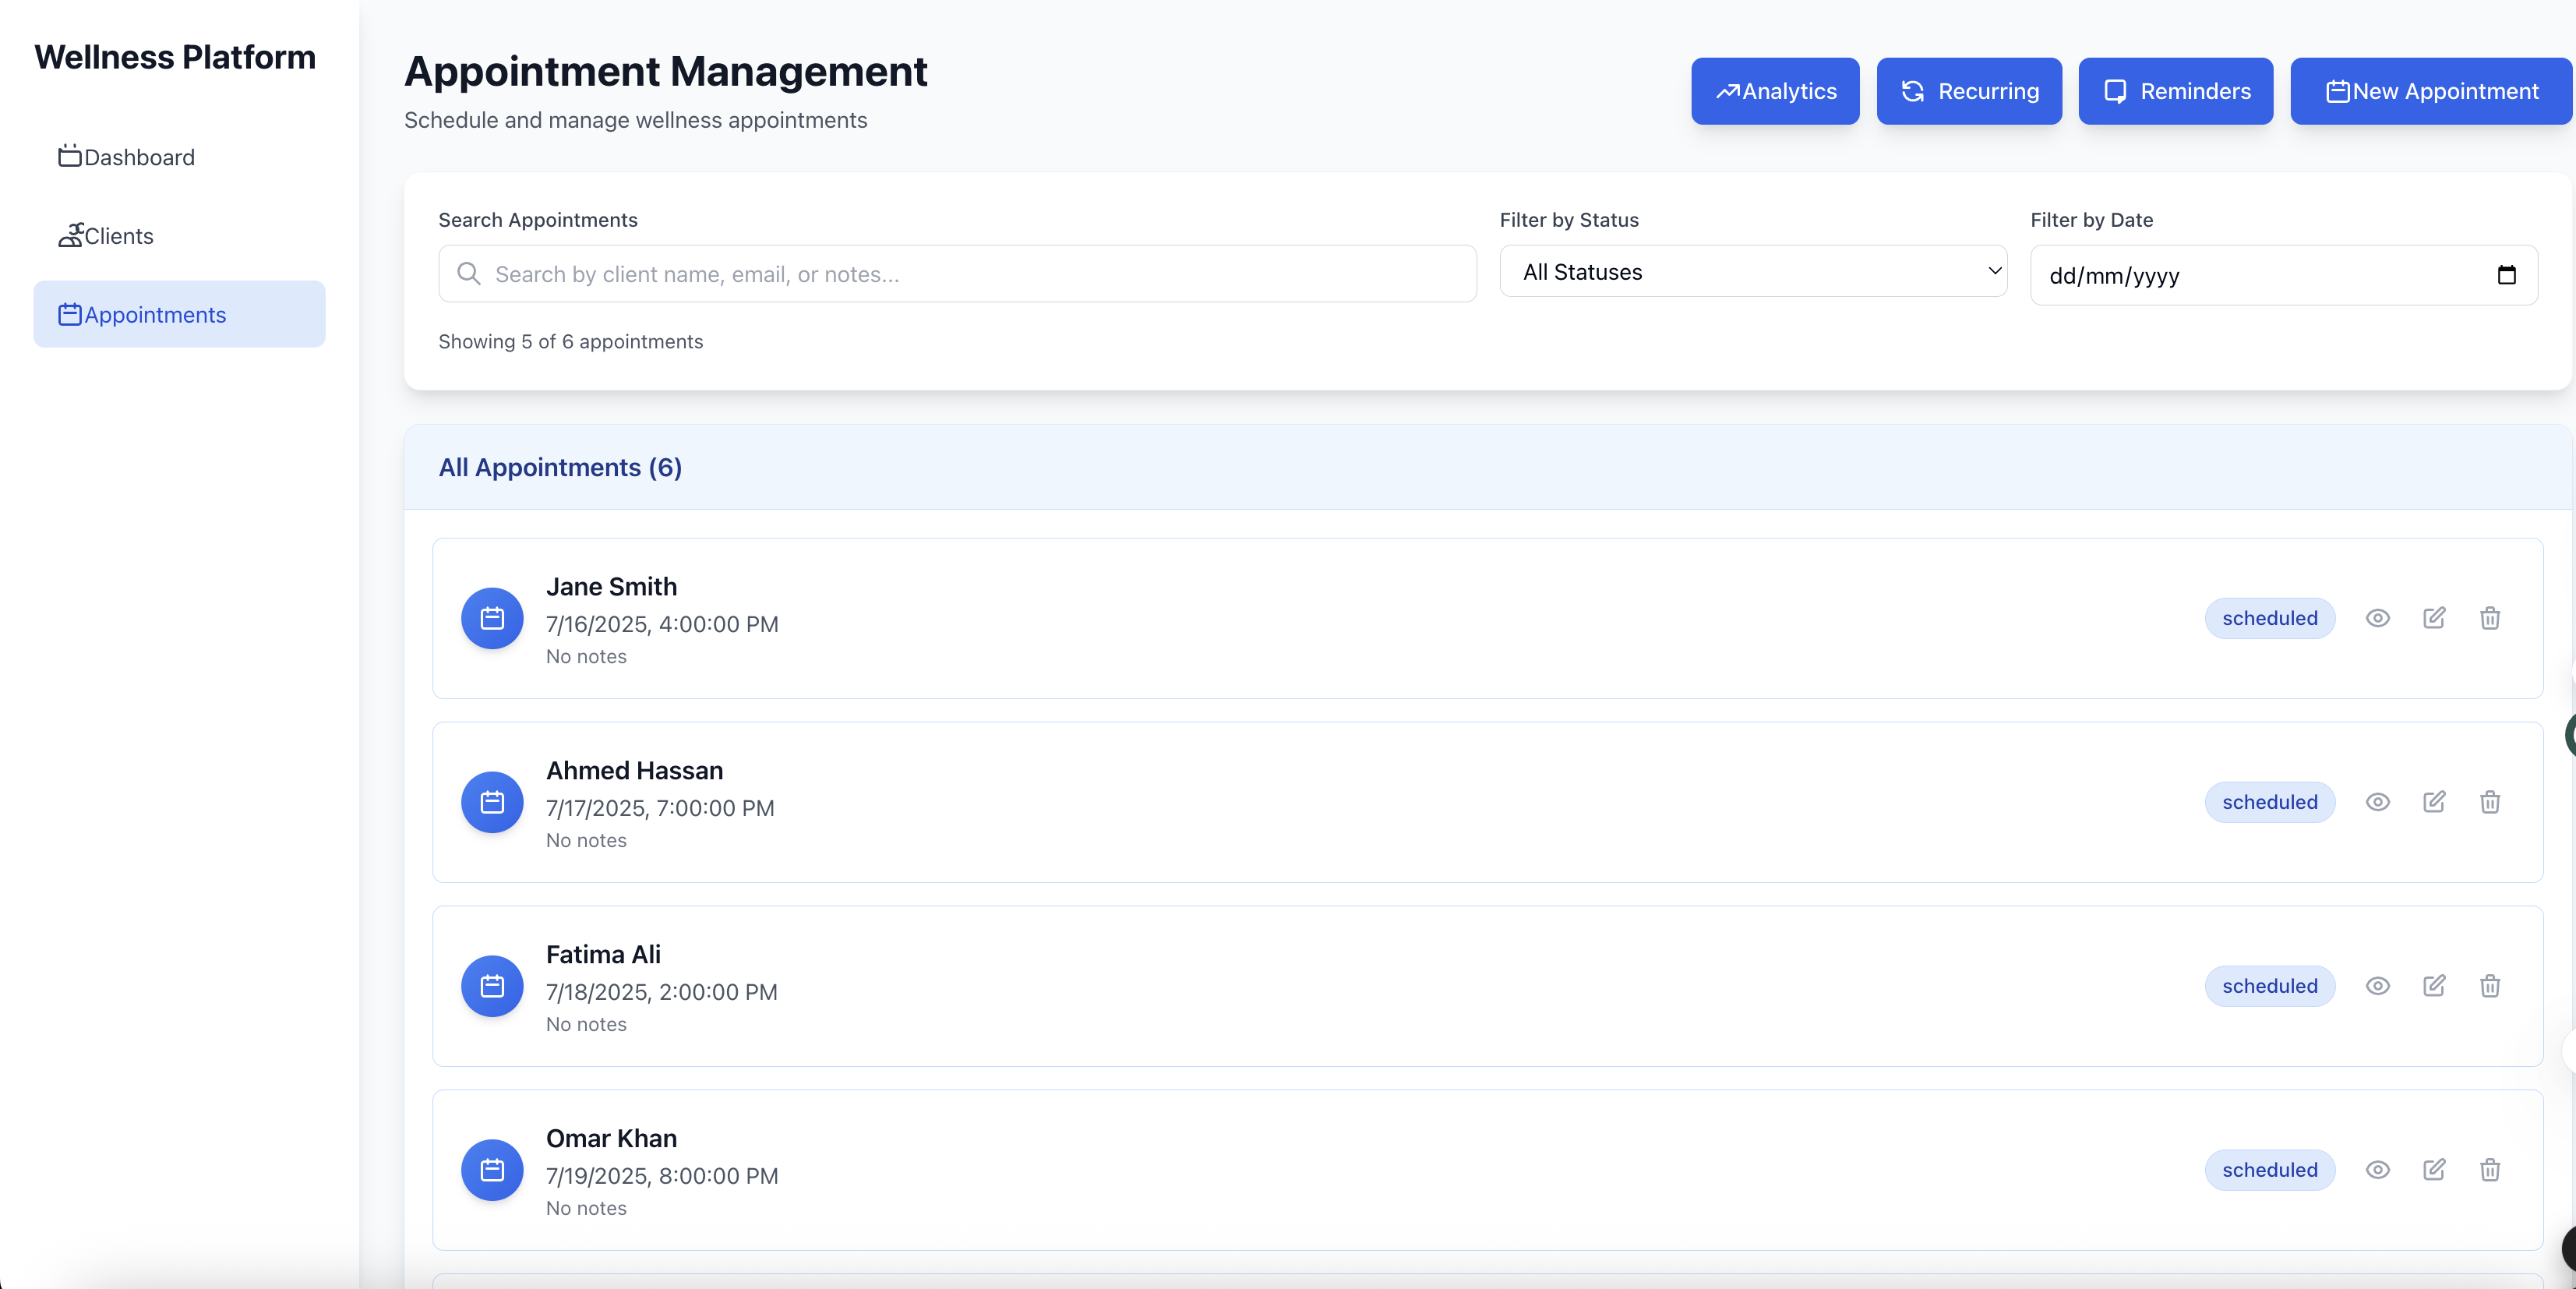 Wellness Platform
Dashboard
Clients
Appointments
Appointment Management
Schedule and manage wellness appointments
Analytics
Recurring
Reminders
New Appointment
Search Appointments
Search by client name, email, or notes...
Filter by Status
All Statuses
Filter by Date
dd/mm/yyyy
Showing 5 of 6 appointments
All Appointments (6)
Jane Smith
7/16/2025, 4:00:00 PM
No notes
scheduled
Ahmed Hassan
7/17/2025, 7:00:00 PM
No notes
scheduled
Fatima Ali
7/18/2025, 2:00:00 PM
No notes
scheduled
Omar Khan
7/19/2025, 8:00:00 PM
No notes
scheduled